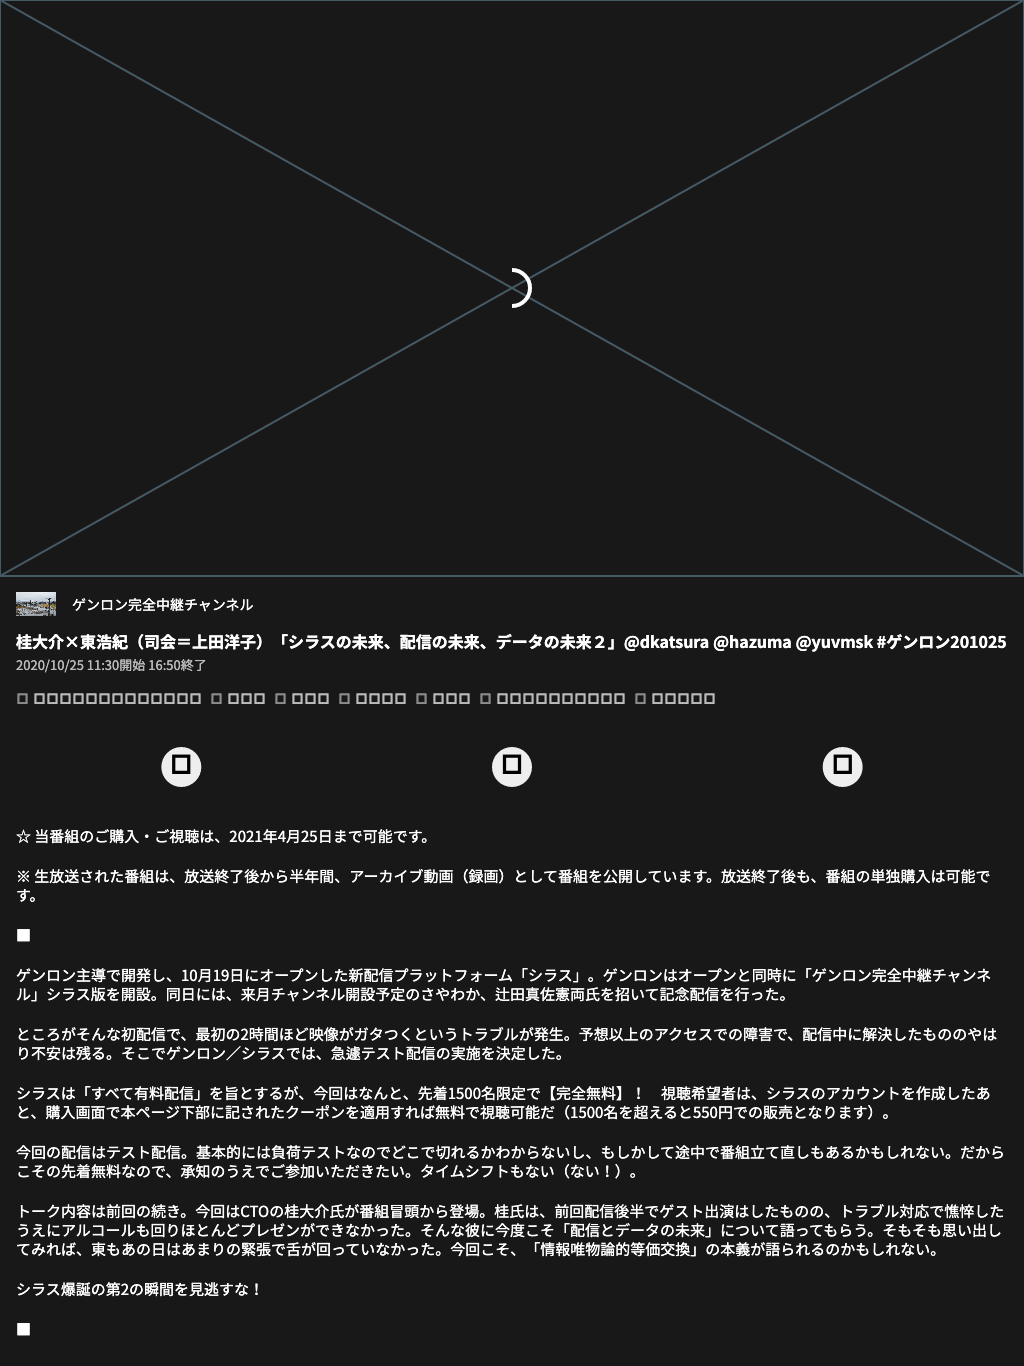 ゲンロン完全中継チャンネル
桂大介×東浩紀（司会＝上田洋子）「シラスの未来、配信の未来、データの未来２」@dkatsura @hazuma @yuvmsk #ゲンロン201025
2020/10/25 11:30開始 16:50終了
☆ 当番組のご購入・ご視聴は、2021年4月25日まで可能です。
※ 生放送された番組は、放送終了後から半年間、アーカイブ動画（録画）として番組を公開しています。放送終了後も、番組の単独購入は可能で
す。
■
ゲンロン主導で開発し、10月19日にオープンした新配信プラットフォーム「シラス」。ゲンロンはオープンと同時に「ゲンロン完全中継チャンネ
ル」シラス版を開設。同日には、来月チャンネル開設予定のさやわか、辻田真佐憲両氏を招いて記念配信を行った。
ところがそんな初配信で、最初の2時間ほど映像がガタつくというトラブルが発生。予想以上のアクセスでの障害で、配信中に解決したもののやは
り不安は残る。そこでゲンロン／シラスでは、急遽テスト配信の実施を決定した。
シラスは「すべて有料配信」を旨とするが、今回はなんと、先着1500名限定で【完全無料】！　視聴希望者は、シラスのアカウントを作成したあ
と、購入画面で本ページ下部に記されたクーポンを適用すれば無料で視聴可能だ（1500名を超えると550円での販売となります）。
今回の配信はテスト配信。基本的には負荷テストなのでどこで切れるかわからないし、もしかして途中で番組立て直しもあるかもしれない。だから
こその先着無料なので、承知のうえでご参加いただきたい。タイムシフトもない（ない！）。
トーク内容は前回の続き。今回はCTOの桂大介氏が番組冒頭から登場。桂氏は、前回配信後半でゲスト出演はしたものの、トラブル対応で憔悴した
うえにアルコールも回りほとんどプレゼンができなかった。そんな彼に今度こそ「配信とデータの未来」について語ってもらう。そもそも思い出し
てみれば、東もあの日はあまりの緊張で舌が回っていなかった。今回こそ、「情報唯物論的等価交換」の本義が語られるのかもしれない。
シラス爆誕の第2の瞬間を見逃すな！
■